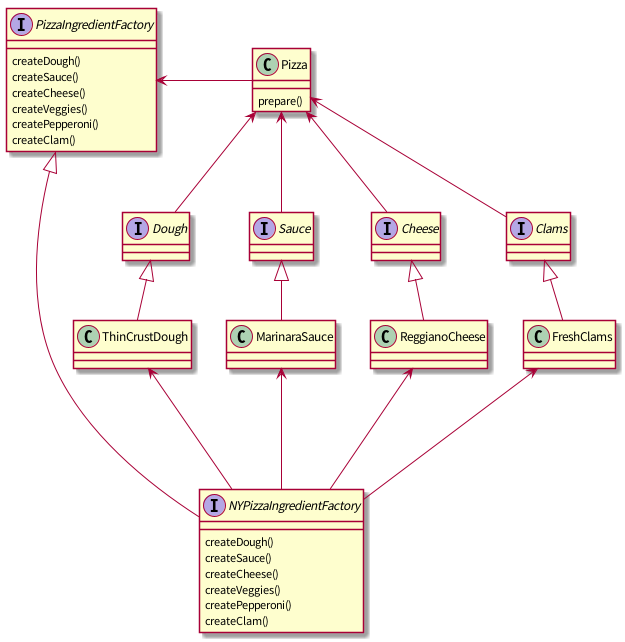 I PizzaIngredientFactory
createDough()
createSauce()
createCheese()
createVeggies()
createPepperoni()
createClam()
C Pizza
prepare()
I Dough
I Sauce
I Cheese
I Clams
C ThinCrustDough
C MarinaraSauce
C ReggianoCheese
C FreshClams
I NYPizzaIngredientFactory
createDough()
createSauce()
createCheese()
createVeggies()
createPepperoni()
createClam()